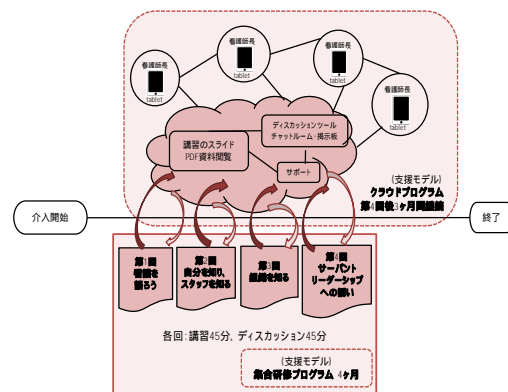 看護師長
tablet
看護師長
tablet
看護師長
tablet
看護師長
tablet
ディスカッションツール
チャットルーム・掲示板
講習のスライド
PDF資料閲覧
サポート
(支援モデル)
クラウドプログラム
第4回後3ヶ月間継続
介入開始
終了
第1回
看護を
語ろう
第2回
自分を知り、
スタッフを知る
第3回
組織を知る
第4回
サーバント
リーダーシップ
への誘い
各回:講習45分、ディスカッション45分
(支援モデル)
集合研修プログラム 4ヶ月